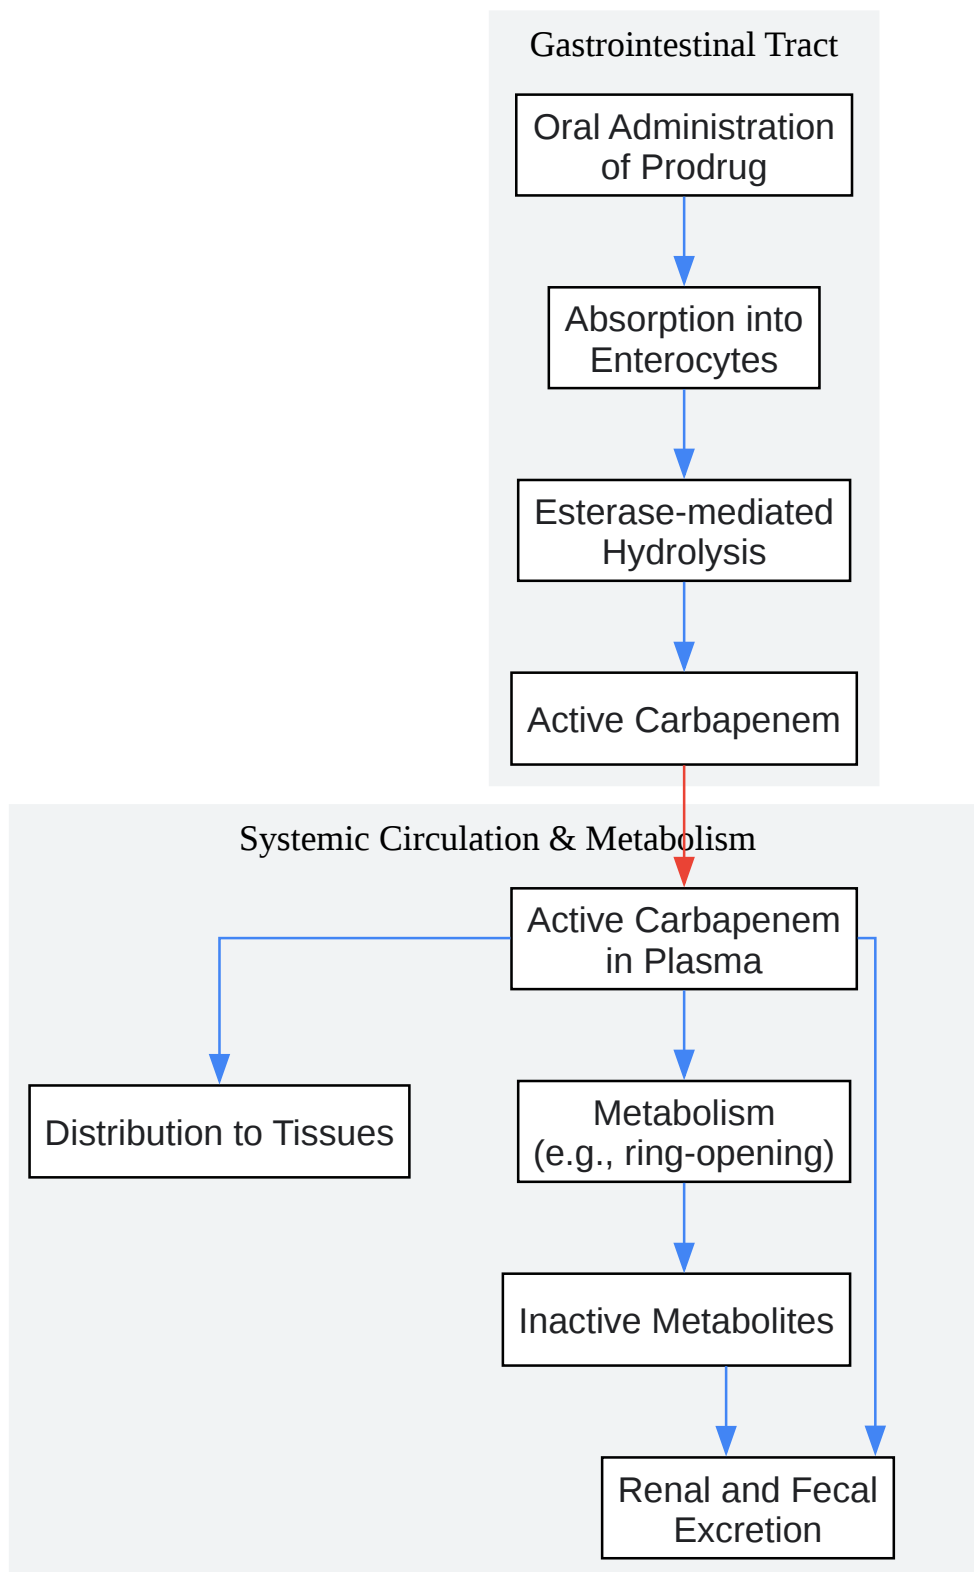 Gastrointestinal Tract
Oral Administration
of Prodrug
Absorption into
Enterocytes
Esterase-mediated
Hydrolysis
Active Carbapenem
Systemic Circulation & Metabolism
Active Carbapenem
in Plasma
Distribution to Tissues
Metabolism
(e.g., ring-opening)
Inactive Metabolites
Renal and Fecal
Excretion